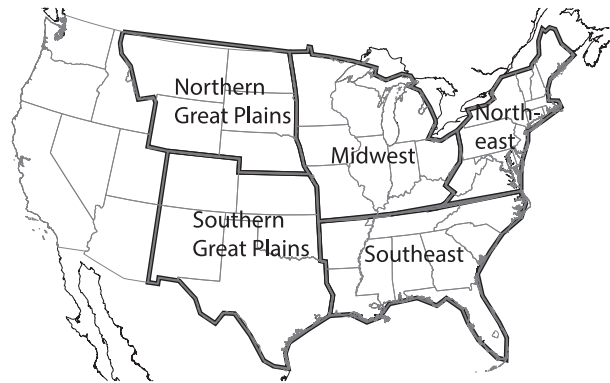 Northern
Great Plains
North-
east
Midwest
Southern
Great Plains
Southeast